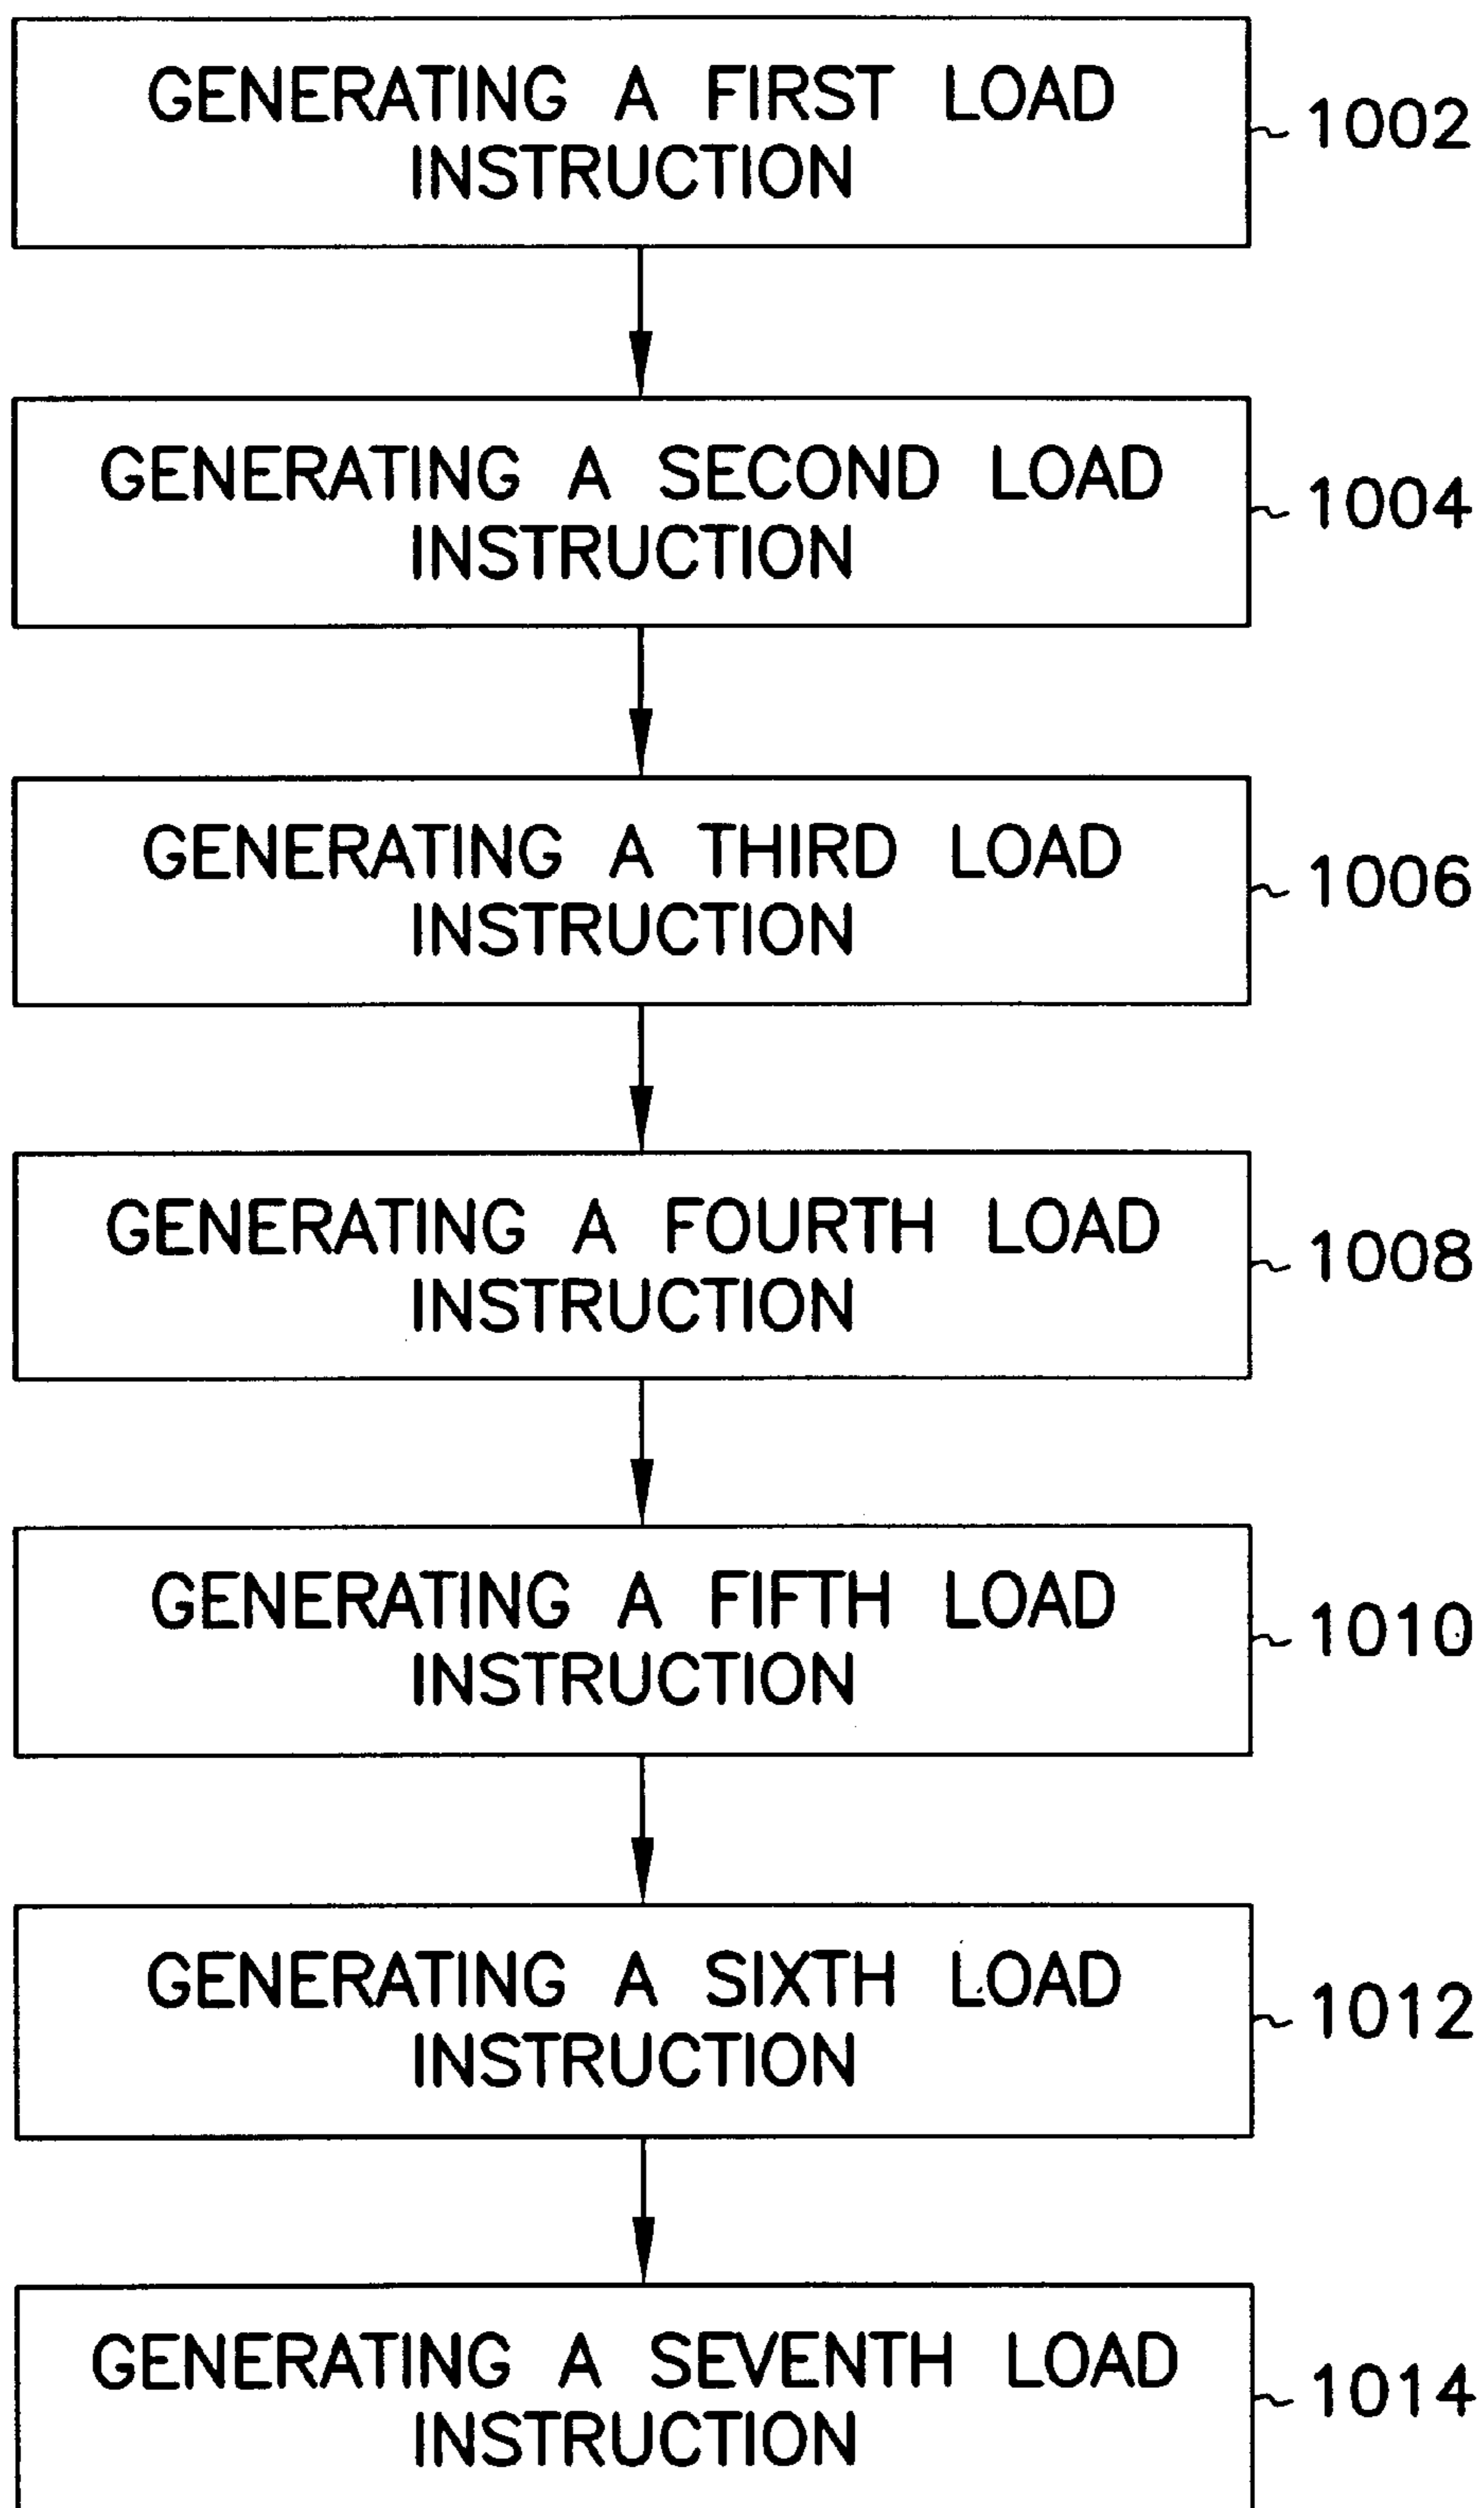 GENERATING A FIRST LOAD
INSTRUCTION
1002
GENERATING A SECOND LOAD
INSTRUCTION
1004
GENERATING A THIRD LOAD
INSTRUCTION
1006
GENERATING A FOURTH LOAD
INSTRUCTION
1008
GENERATING A FIFTH LOAD
INSTRUCTION
1010
GENERATING A SIXTH LOAD
INSTRUCTION
1012
GENERATING A SEVENTH LOAD
INSTRUCTION
1014